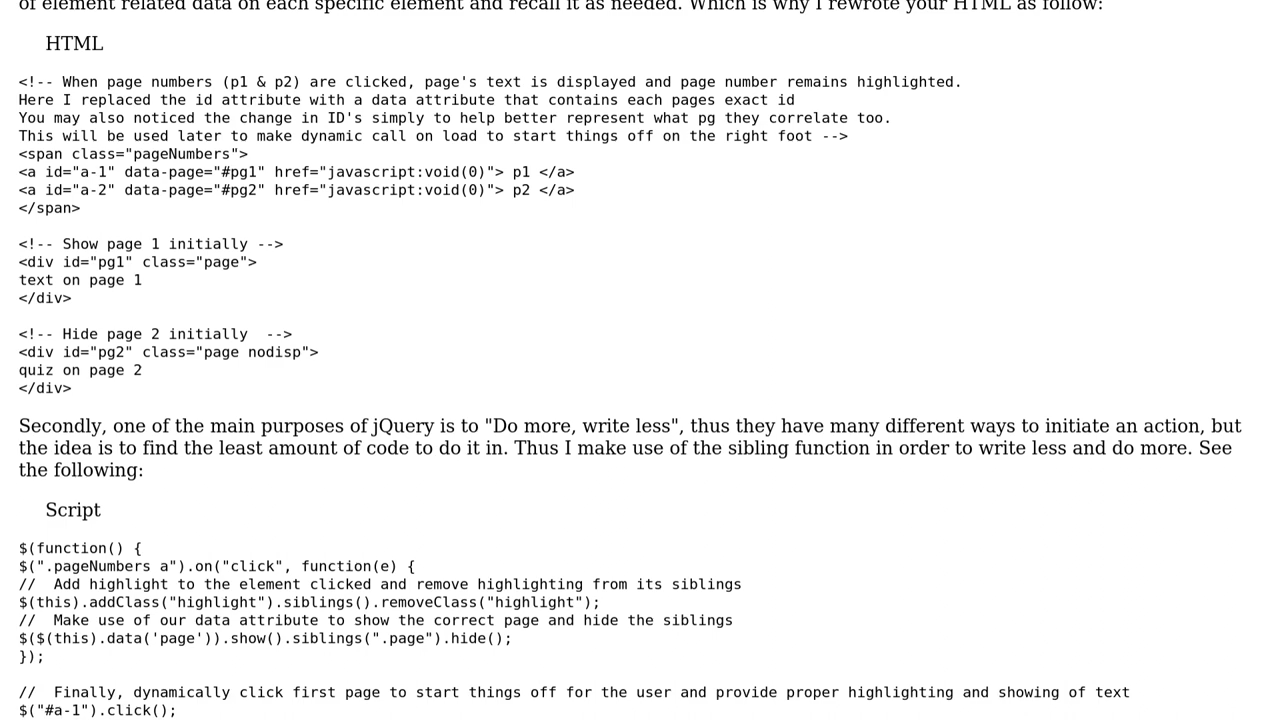 of element related data on each specific element and recall it as needed. Which is why I rewrote your HTML as follow:
HTML
<!-- When page numbers (p1 & p2) are clicked, page's text is displayed and page number remains highlighted.
Here I replaced the id attribute with a data attribute that contains each pages exact id
You may also noticed the change in ID's simply to help better represent what pg they correlate too.
This will be used later to make dynamic call on load to start things off on the right foot -->
<span class="pageNumbers">
<a id="a-1" data-page="#pg1" href="javascript:void(0)"> p1 </a>
<a id="a-2" data-page="#pg2" href="javascript:void(0)"> p2 </a>
</span>
<!-- Show page 1 initially -->
<div id="pg1" class="page">
text on page 1
</div>
<!-- Hide page 2 initially  -->
<div id="pg2" class="page nodisp">
quiz on page 2
</div>
Secondly, one of the main purposes of jQuery is to "Do more, write less", thus they have many different ways to initiate an action, but
the idea is to find the least amount of code to do it in. Thus I make use of the sibling function in order to write less and do more. See
the following:
Script
$(function() {
$(".pageNumbers a").on("click", function(e) {
//  Add highlight to the element clicked and remove highlighting from its siblings
$(this).addClass("highlight").siblings().removeClass("highlight");
//  Make use of our data attribute to show the correct page and hide the siblings
$($(this).data('page')).show().siblings(".page").hide();
});
//  Finally, dynamically click first page to start things off for the user and provide proper highlighting and showing of text
$("#a-1").click();